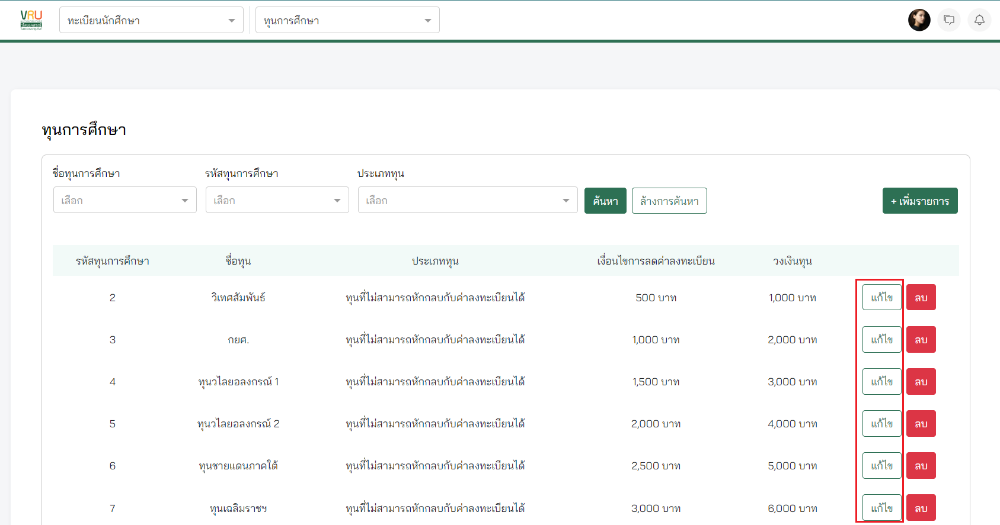 VRU
ทะเบียนนักศึกษา
ทุนการศึกษา
ทุนการศึกษา
ชื่อทุนการศึกษา รหัสทุนการศึกษา ประเภททุน
เลือก เลือก เลือก ค้นหา ล้างการค้นหา + เพิ่มรายการ
รหัสทุนการศึกษา ชื่อทุน ประเภททุน เงื่อนไขการลดค่าลงทะเบียน วงเงินทุน
2 วิเทศสัมพันธ์ ทุนที่ไม่สามารถหักกลบกับค่าลงทะเบียนได้ 500 บาท 1,000 บาท แก้ไข ลบ
3 กยศ. ทุนที่ไม่สามารถหักกลบกับค่าลงทะเบียนได้ 1,000 บาท 2,000 บาท แก้ไข ลบ
4 ทุนวไลยอลงกรณ์ 1 ทุนที่ไม่สามารถหักกลบกับค่าลงทะเบียนได้ 1,500 บาท 3,000 บาท แก้ไข ลบ
5 ทุนวไลยอลงกรณ์ 2 ทุนที่ไม่สามารถหักกลบกับค่าลงทะเบียนได้ 2,000 บาท 4,000 บาท แก้ไข ลบ
6 ทุนชายแดนภาคใต้ ทุนที่ไม่สามารถหักกลบกับค่าลงทะเบียนได้ 2,500 บาท 5,000 บาท แก้ไข ลบ
7 ทุนเฉลิมราชฯ ทุนที่ไม่สามารถหักกลบกับค่าลงทะเบียนได้ 3,000 บาท 6,000 บาท แก้ไข ลบ